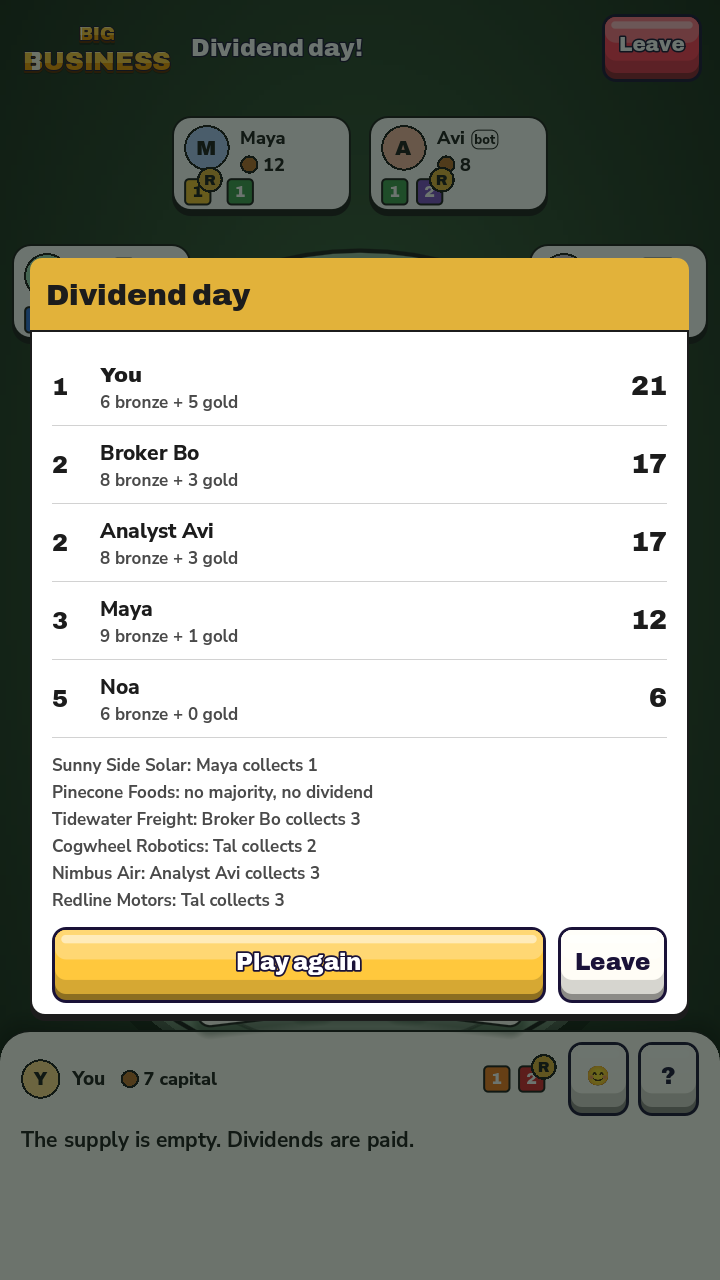 BIG
BUSINESS
Dividend day!
Leave
M
Maya
12
R
1
1
A
Avi bot
8
R
1
2
Dividend day
1
You
6 bronze + 5 gold
21
2
Broker Bo
8 bronze + 3 gold
17
2
Analyst Avi
8 bronze + 3 gold
17
3
Maya
9 bronze + 1 gold
12
5
Noa
6 bronze + 0 gold
6
Sunny Side Solar: Maya collects 1
Pinecone Foods: no majority, no dividend
Tidewater Freight: Broker Bo collects 3
Cogwheel Robotics: Tal collects 2
Nimbus Air: Analyst Avi collects 3
Redline Motors: Tal collects 3
Play again
Leave
Y
You
7 capital
1
2
R
?
The supply is empty. Dividends are paid.